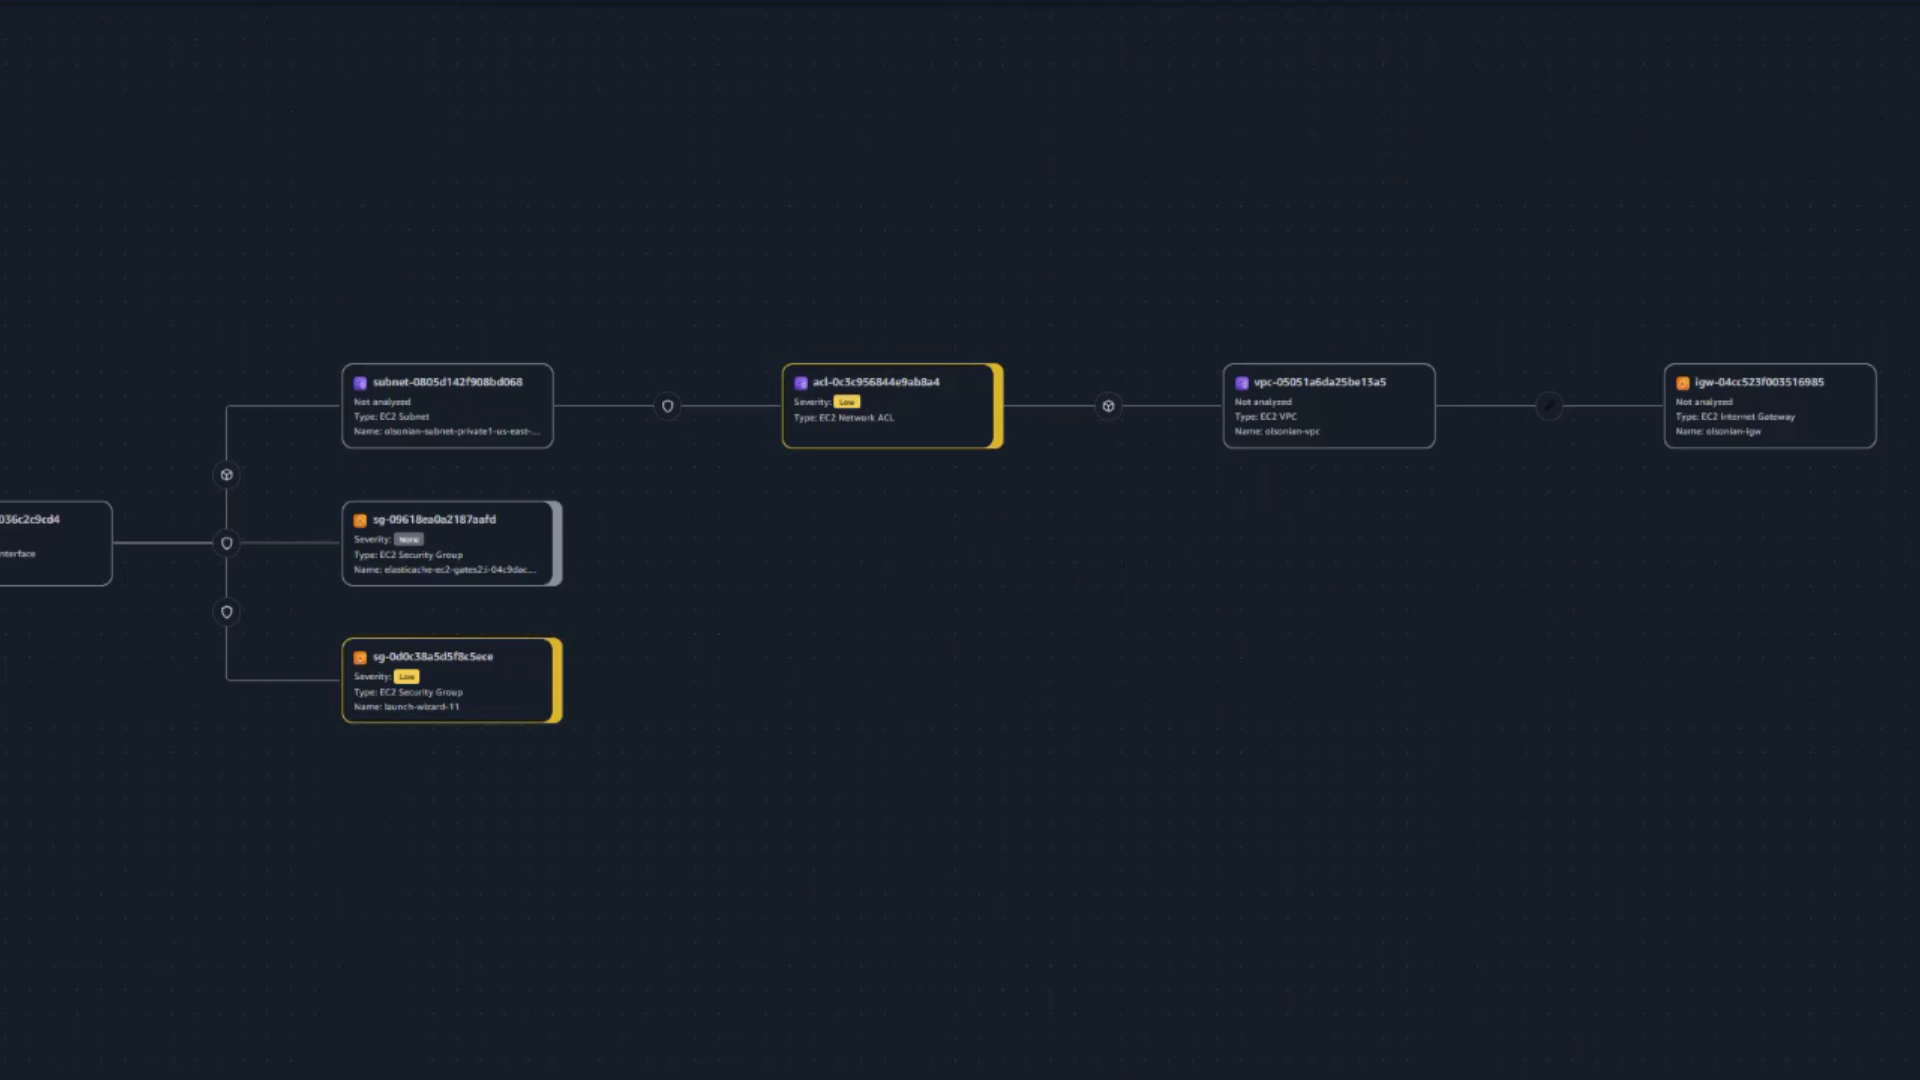 subnet-0805d142f908bd068
Not analyzed
Type: EC2 Subnet
Name: olsonian-subnet-private1-us-east-...
acl-0c3c956844e9ab8a4
Severity: Low
Type: EC2 Network ACL
vpc-05051a6da25be13a5
Not analyzed
Type: EC2 VPC
Name: olsonian-vpc
igw-04cc523f003516985
Not analyzed
Type: EC2 Internet Gateway
Name: olsonian-igw
036c2c9cd4
nterface
sg-09618ea0a2187aafd
Severity: None
Type: EC2 Security Group
Name:
sg-0d0c38a5d5f8c5ece
Severity: Low
Type: EC2 Security Group
Name: launch-wizard-11